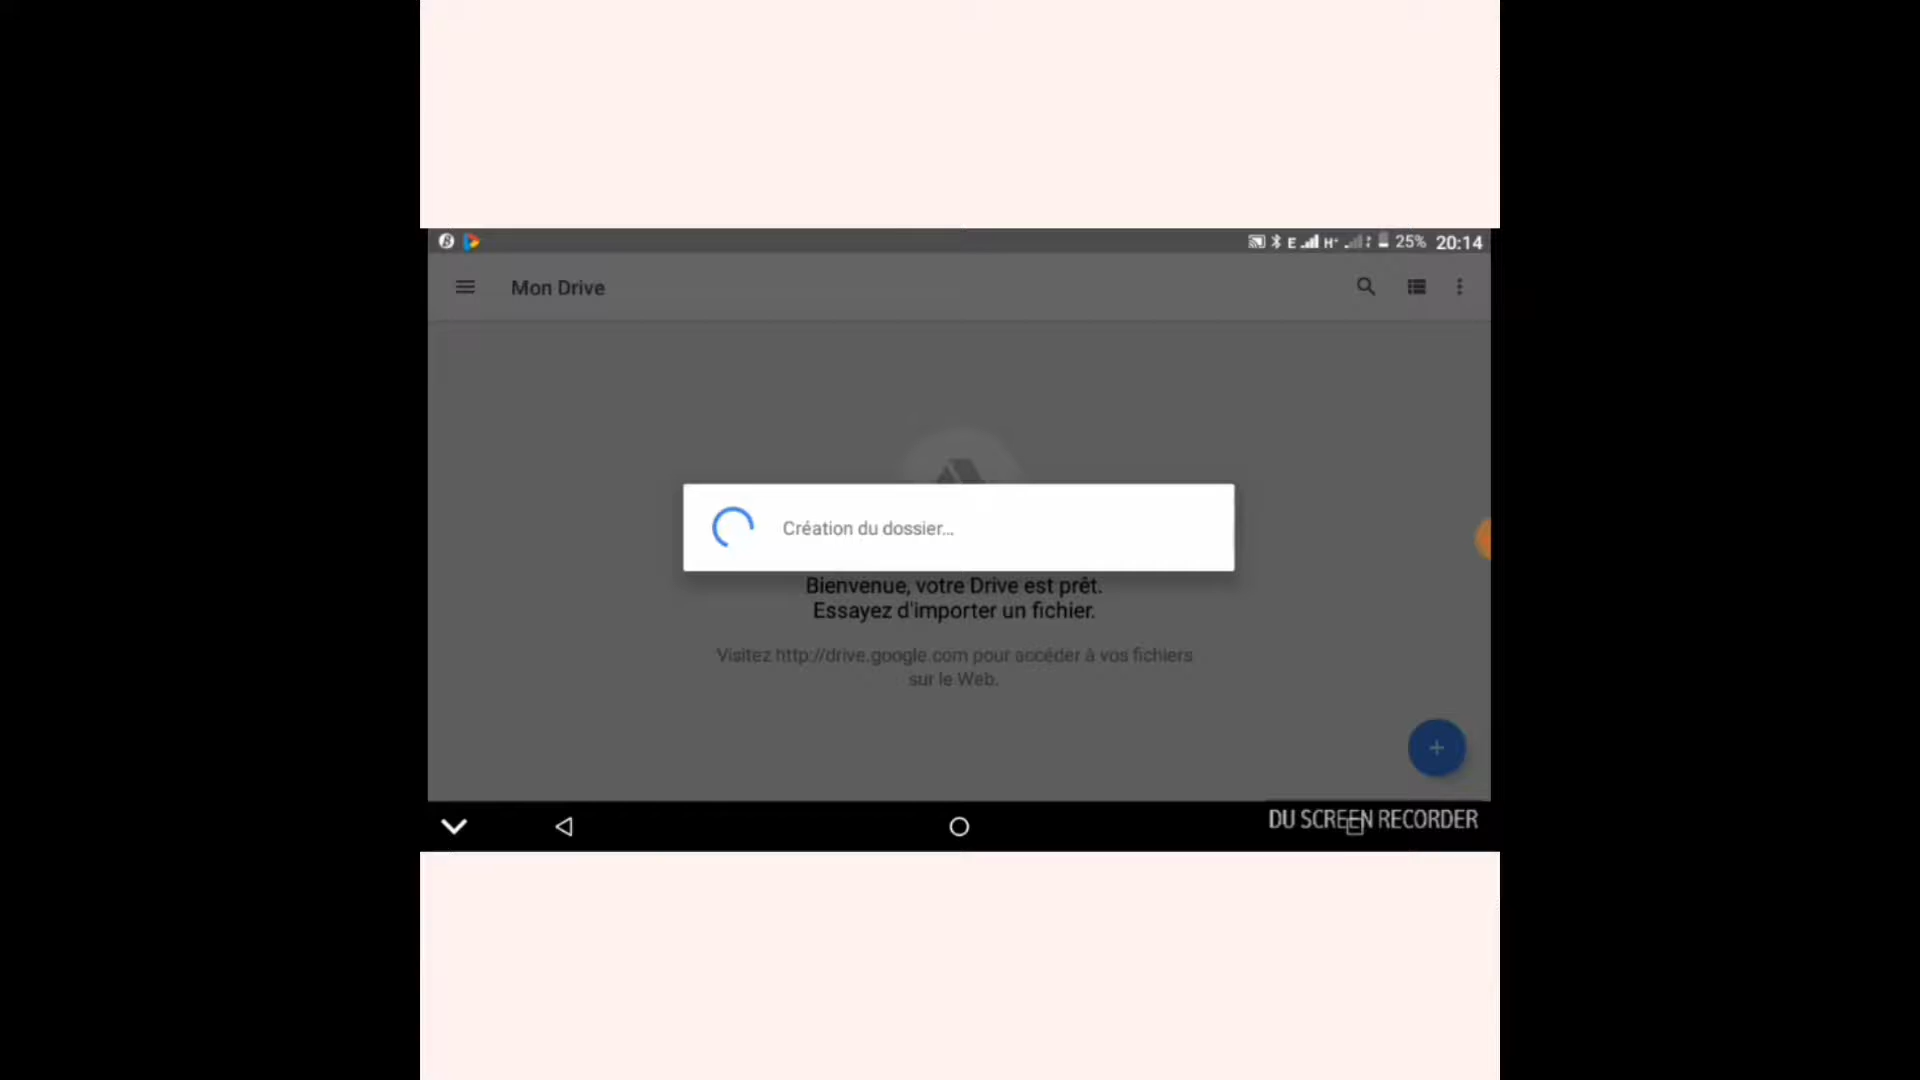 E H+ 25% 20:14
Mon Drive
Création du dossier...
Bienvenue, votre Drive est prêt.
Essayez d'importer un fichier.
Visitez http://drive.google.com pour accéder à vos fichiers
sur le Web.
DU SCREEN RECORDER